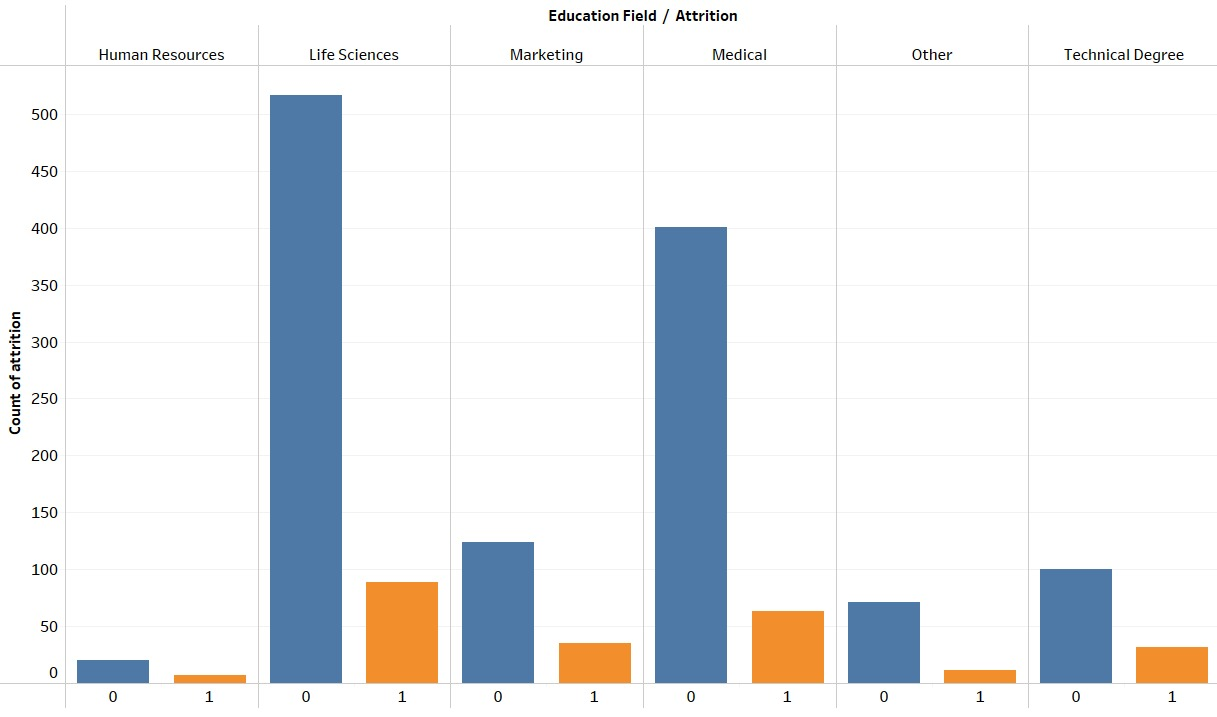 Education Field / Attrition
Human Resources Life Sciences Marketing Medical Other Technical Degree
Count of attrition
500
450
400
350
300
250
200
150
100
50
0
0 1 0 1 0 1 0 1 0 1 0 1